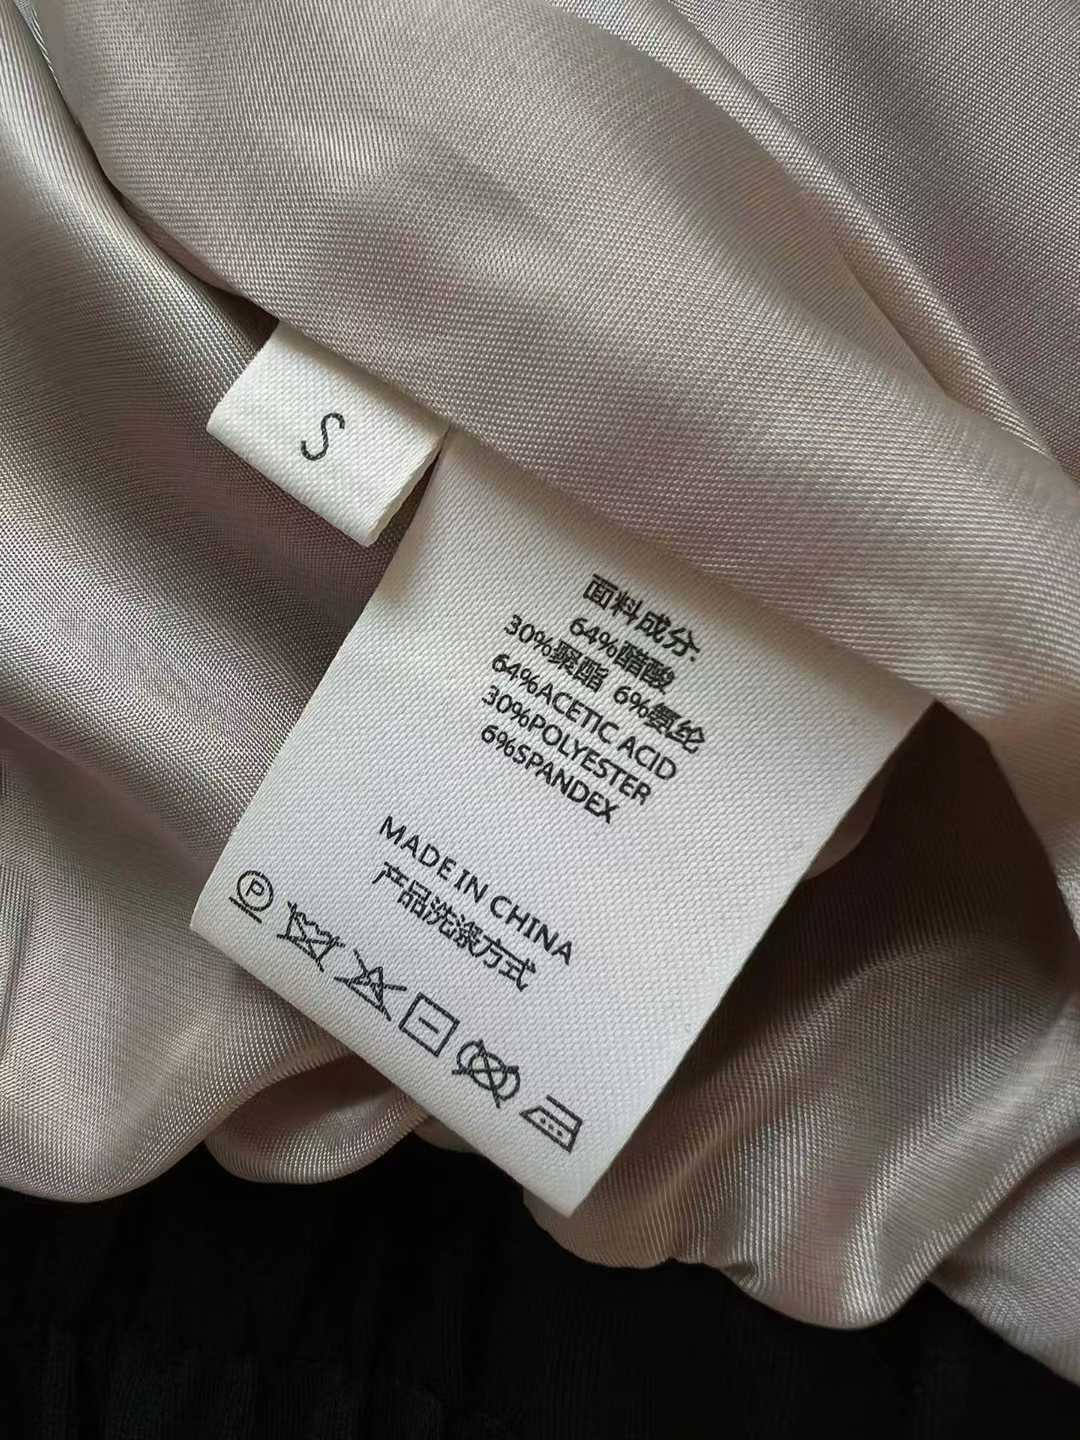 S
面料成分:
64%醋酸
30%聚酯 6%氨纶
64%ACETIC ACID
30%POLYESTER
6%SPANDEX
MADE IN CHINA
产品洗涤方式
P